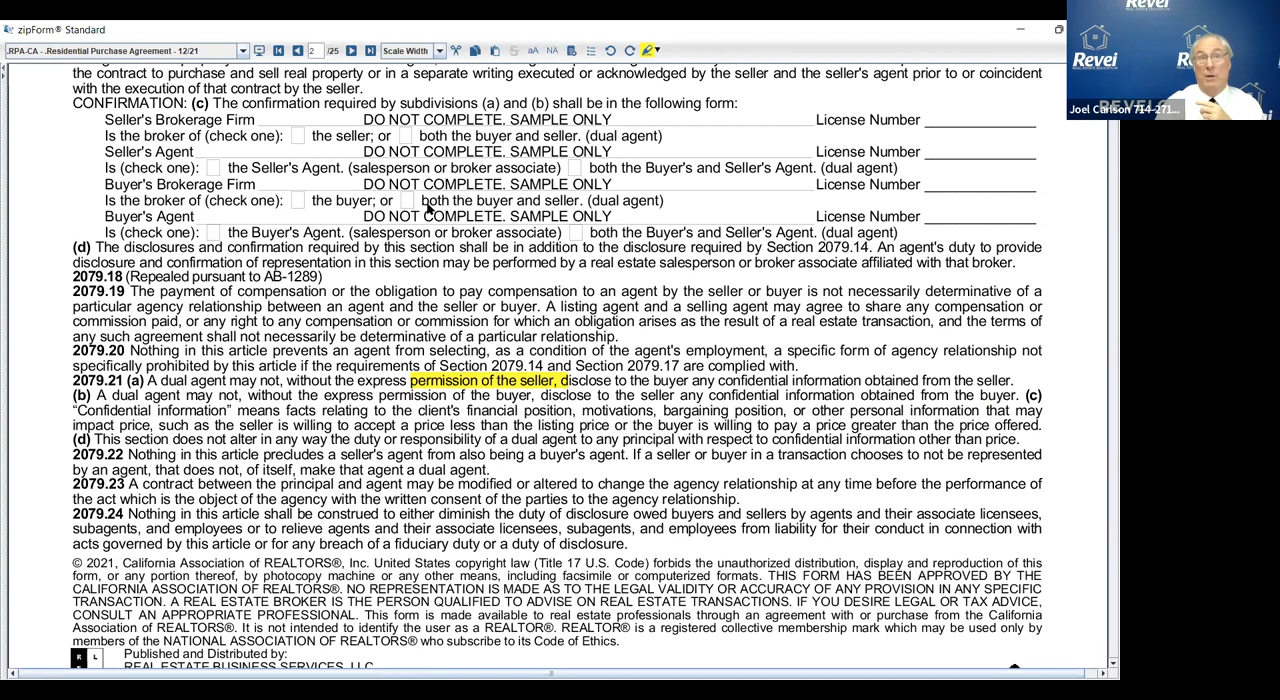 zipForm® Standard
.RPA-CA - .Residential Purchase Agreement - 12/21
2
/25
Scale Width
aA
NA
the contract to purchase and sell real property or in a separate writing executed or acknowledged by the seller and the seller's agent prior to or coincident
with the execution of that contract by the seller.
CONFIRMATION: (c) The confirmation required by subdivisions (a) and (b) shall be in the following form:
Seller's Brokerage Firm DO NOT COMPLETE. SAMPLE ONLY License Number
Is the broker of (check one): the seller; or both the buyer and seller. (dual agent)
Seller's Agent DO NOT COMPLETE. SAMPLE ONLY License Number
Is (check one): the Seller's Agent. (salesperson or broker associate) both the Buyer's and Seller's Agent. (dual agent)
Buyer's Brokerage Firm DO NOT COMPLETE. SAMPLE ONLY License Number
Is the broker of (check one): the buyer; or both the buyer and seller. (dual agent)
Buyer's Agent DO NOT COMPLETE. SAMPLE ONLY License Number
Is (check one): the Buyer's Agent. (salesperson or broker associate) both the Buyer's and Seller's Agent. (dual agent)
(d) The disclosures and confirmation required by this section shall be in addition to the disclosure required by Section 2079.14. An agent's duty to provide
disclosure and confirmation of representation in this section may be performed by a real estate salesperson or broker associate affiliated with that broker.
2079.18 (Repealed pursuant to AB-1289)
2079.19 The payment of compensation or the obligation to pay compensation to an agent by the seller or buyer is not necessarily determinative of a
particular agency relationship between an agent and the seller or buyer. A listing agent and a selling agent may agree to share any compensation or
commission paid, or any right to any compensation or commission for which an obligation arises as the result of a real estate transaction, and the terms of
any such agreement shall not necessarily be determinative of a particular relationship.
2079.20 Nothing in this article prevents an agent from selecting, as a condition of the agent's employment, a specific form of agency relationship not
specifically prohibited by this article if the requirements of Section 2079.14 and Section 2079.17 are complied with.
2079.21 (a) A dual agent may not, without the express permission of the seller, disclose to the buyer any confidential information obtained from the seller.
(b) A dual agent may not, without the express permission of the buyer, disclose to the seller any confidential information obtained from the buyer. (c)
“Confidential information” means facts relating to the client's financial position, motivations, bargaining position, or other personal information that may
impact price, such as the seller is willing to accept a price less than the listing price or the buyer is willing to pay a price greater than the price offered.
(d) This section does not alter in any way the duty or responsibility of a dual agent to any principal with respect to confidential information other than price.
2079.22 Nothing in this article precludes a seller's agent from also being a buyer's agent. If a seller or buyer in a transaction chooses to not be represented
by an agent, that does not, of itself, make that agent a dual agent.
2079.23 A contract between the principal and agent may be modified or altered to change the agency relationship at any time before the performance of
the act which is the object of the agency with the written consent of the parties to the agency relationship.
2079.24 Nothing in this article shall be construed to either diminish the duty of disclosure owed buyers and sellers by agents and their associate licensees,
subagents, and employees or to relieve agents and their associate licensees, subagents, and employees from liability for their conduct in connection with
acts governed by this article or for any breach of a fiduciary duty or a duty of disclosure.
© 2021, California Association of REALTORS®, Inc. United States copyright law (Title 17 U.S. Code) forbids the unauthorized distribution, display and reproduction of this
form, or any portion thereof, by photocopy machine or any other means, including facsimile or computerized formats. THIS FORM HAS BEEN APPROVED BY THE
CALIFORNIA ASSOCIATION OF REALTORS®. NO REPRESENTATION IS MADE AS TO THE LEGAL VALIDITY OR ACCURACY OF ANY PROVISION IN ANY SPECIFIC
TRANSACTION. A REAL ESTATE BROKER IS THE PERSON QUALIFIED TO ADVISE ON REAL ESTATE TRANSACTIONS. IF YOU DESIRE LEGAL OR TAX ADVICE,
CONSULT AN APPROPRIATE PROFESSIONAL. This form is made available to real estate professionals through an agreement with or purchase from the California
Association of REALTORS®. It is not intended to identify the user as a REALTOR®. REALTOR® is a registered collective membership mark which may be used only by
members of the NATIONAL ASSOCIATION OF REALTORS® who subscribe to its Code of Ethics.
R L
Published and Distributed by:
REAL ESTATE BUSINESS SERVICES, LLC
Revei
Revei
Revei
Joel Carlson 714-271...